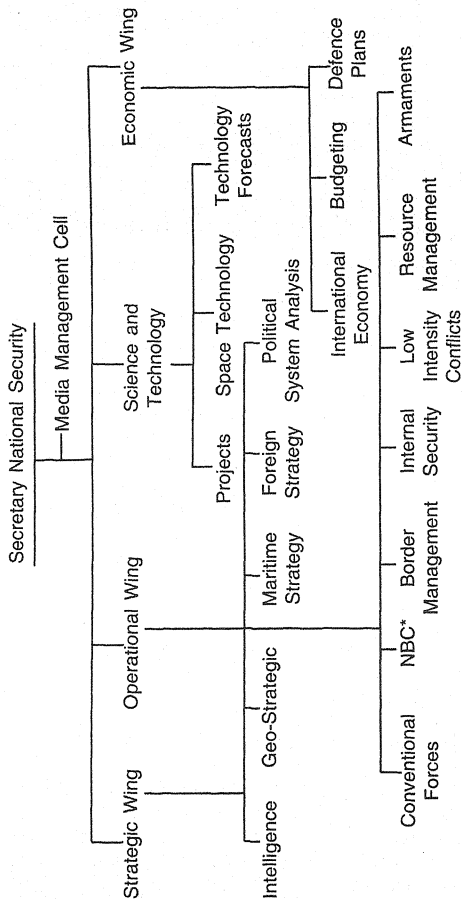 Secretary National Security
Media Management Cell
Strategic Wing
Operational Wing
Science and
Technology
Economic Wing
Projects
Space Technology
Technology
Forecasts
Intelligence
Geo-Strategic
Maritime
Strategy
Foreign
Strategy
Political
System Analysis
International
Economy
Budgeting
Defence
Plans
Conventional
Forces
NBC*
Border
Management
Internal
Security
Low
Intensity
Conflicts
Resource
Management
Armaments